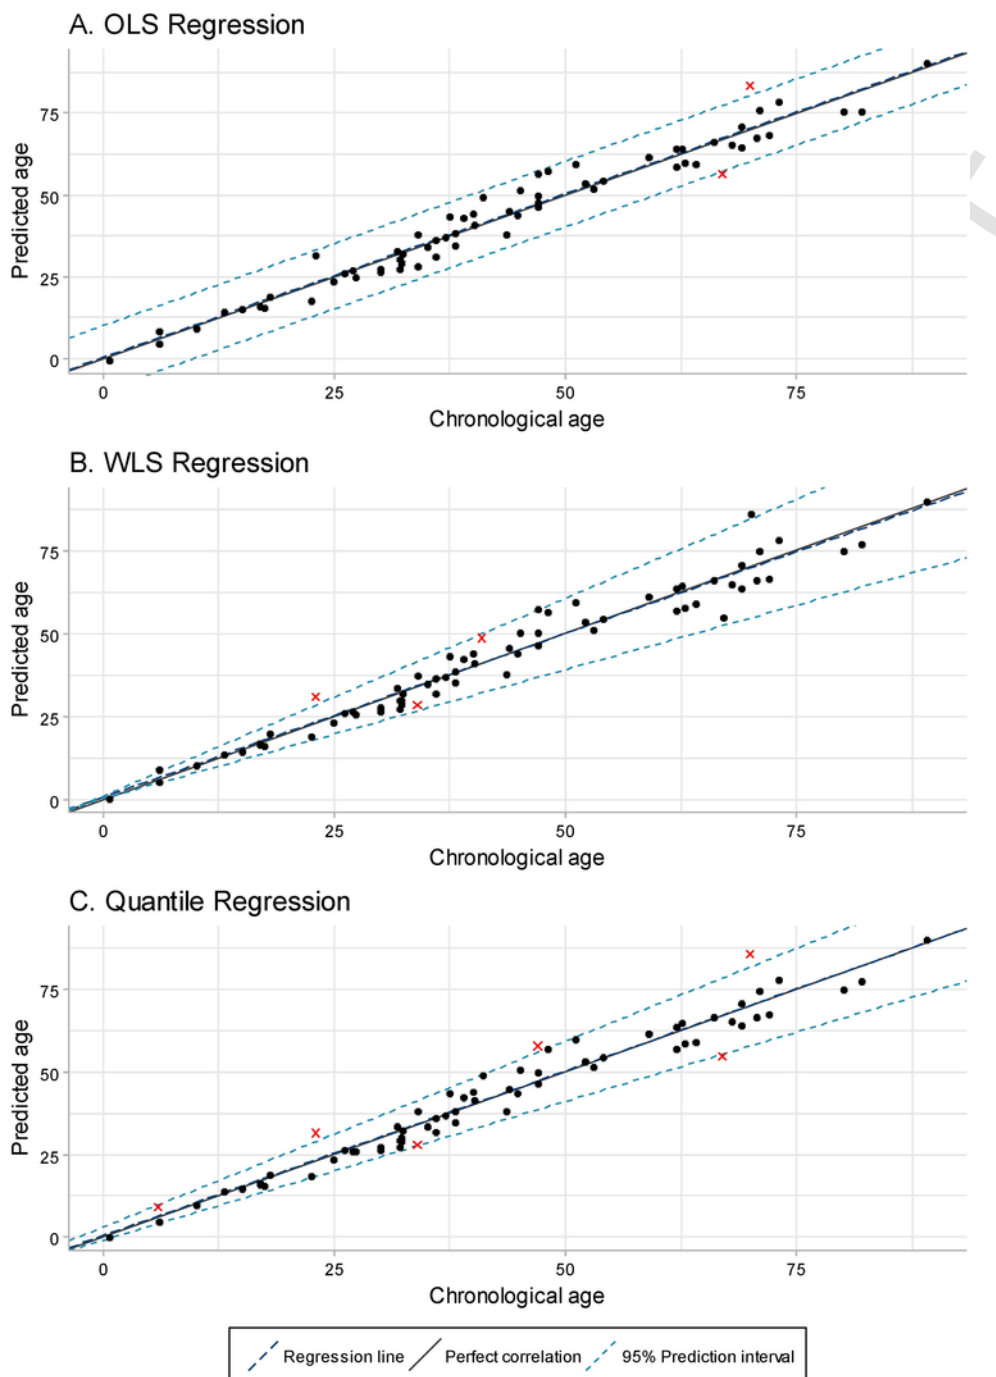 A. OLS Regression
75
50
25
0
Predicted age
0 25 50 75
Chronological age
B. WLS Regression
75
50
25
0
Predicted age
0 25 50 75
Chronological age
C. Quantile Regression
75
50
25
0
Predicted age
0 25 50 75
Chronological age
Regression line Perfect correlation 95% Prediction interval